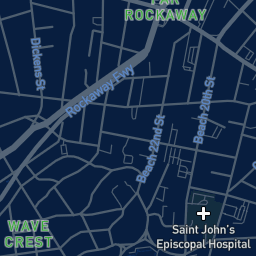 FAR
ROCKAWAY
Dickens St
Rockaway Fwy
Beach 20th St
Beach 22nd St
WAVE
CREST
Saint John's
Episcopal Hospital